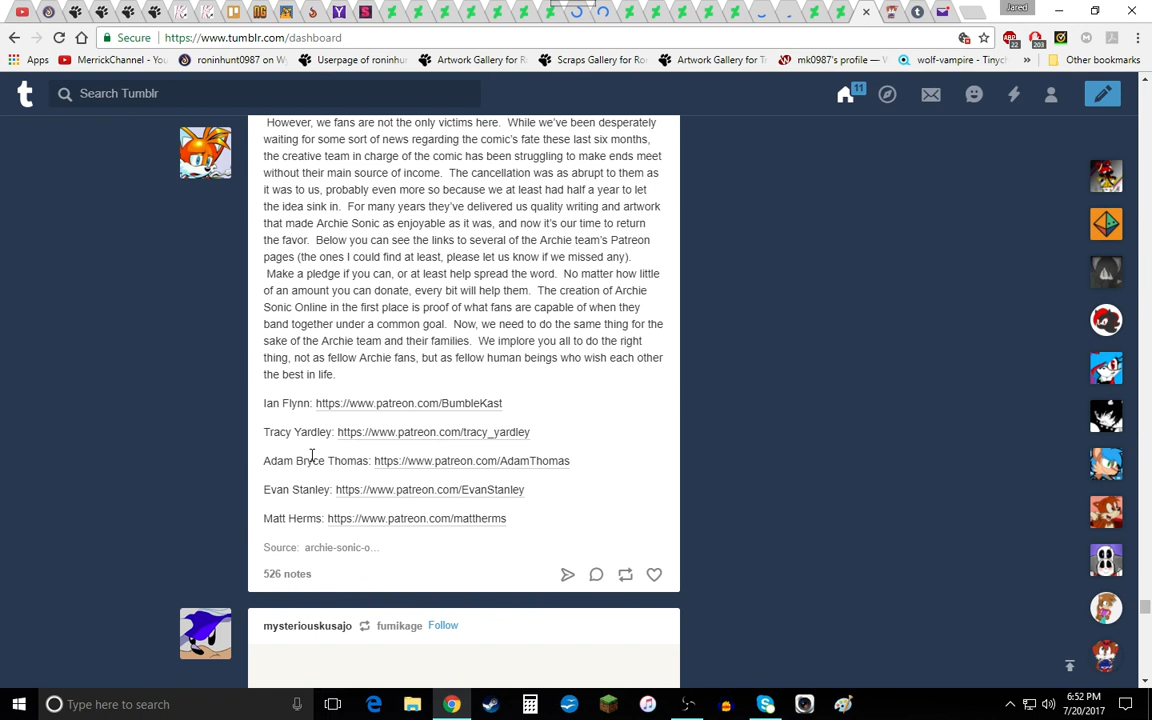 Jared
Secure
https://www.tumblr.com/dashboard
22
203
Apps
MerrickChannel - You
roninhunt0987 on W
Userpage of roninhu
Artwork Gallery for R
Scraps Gallery for Ro
Artwork Gallery for Tr
mk0987's profile — W
wolf-vampire - Tinyc
»
Other bookmarks
t
Search Tumblr
11
However, we fans are not the only victims here. While we've been desperately
waiting for some sort of news regarding the comic's fate these last six months,
the creative team in charge of the comic has been struggling to make ends meet
without their main source of income. The cancellation was as abrupt to them as
it was to us, probably even more so because we at least had half a year to let
the idea sink in. For many years they've delivered us quality writing and artwork
that made Archie Sonic as enjoyable as it was, and now it's our time to return
the favor. Below you can see the links to several of the Archie team's Patreon
pages (the ones I could find at least, please let us know if we missed any).
Make a pledge if you can, or at least help spread the word. No matter how little
of an amount you can donate, every bit will help them. The creation of Archie
Sonic Online in the first place is proof of what fans are capable of when they
band together under a common goal. Now, we need to do the same thing for the
sake of the Archie team and their families. We implore you all to do the right
thing, not as fellow Archie fans, but as fellow human beings who wish each other
the best in life.
Ian Flynn: https://www.patreon.com/BumbleKast
Tracy Yardley: https://www.patreon.com/tracy_yardley
Adam Bryce Thomas: https://www.patreon.com/AdamThomas
Evan Stanley: https://www.patreon.com/EvanStanley
Matt Herms: https://www.patreon.com/mattherms
Source: archie-sonic-o...
526 notes
mysteriouskusajo fumikage Follow
Type here to search
6:52 PM
7/20/2017